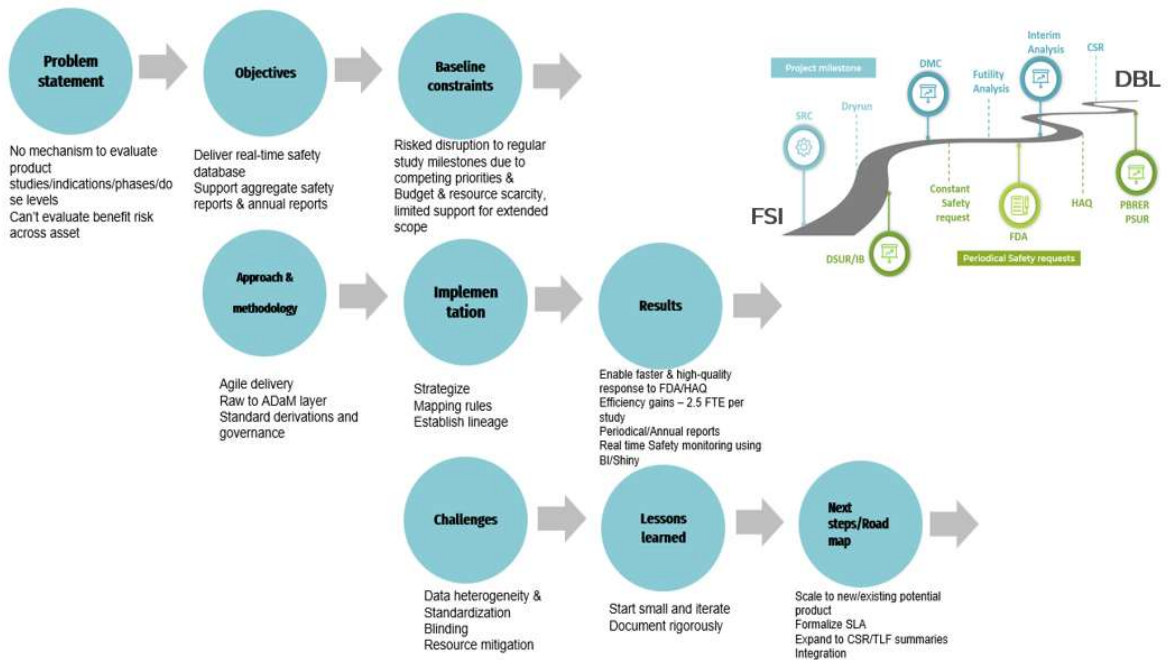 Problem
statement
Objectives
Baseline
constraints
No mechanism to evaluate
product
studies/indications/phases/do
se levels
Can't evaluate benefit risk
across asset
Deliver real-time safety
database
Support aggregate safety
reports & annual reports
Risked disruption to regular
study milestones due to
competing priorities &
Budget & resource scarcity,
limited support for extended
scope
Project milestone
SRC
Dryrun
DMC
Futility
Analysis
Interim
Analysis
CSR
DBL
FSI
DSUR/IB
Constant
Safety
request
FDA
HAQ
PBRER
PSUR
Periodical Safety requests
Approach &
methodology
Implemen
tation
Results
Agile delivery
Raw to ADaM layer
Standard derivations and
governance
Strategize
Mapping rules
Establish lineage
Enable faster & high-quality
response to FDA/HAQ
Efficiency gains – 2.5 FTE per
study
Periodical/Annual reports
Real time Safety monitoring using
BI/Shiny
Challenges
Lessons
learned
Next
steps/Road
map
Data heterogeneity &
Standardization
Blinding
Resource mitigation
Start small and iterate
Document rigorously
Scale to new/existing potential
product
Formalize SLA
Expand to CSR/TLF summaries
Integration